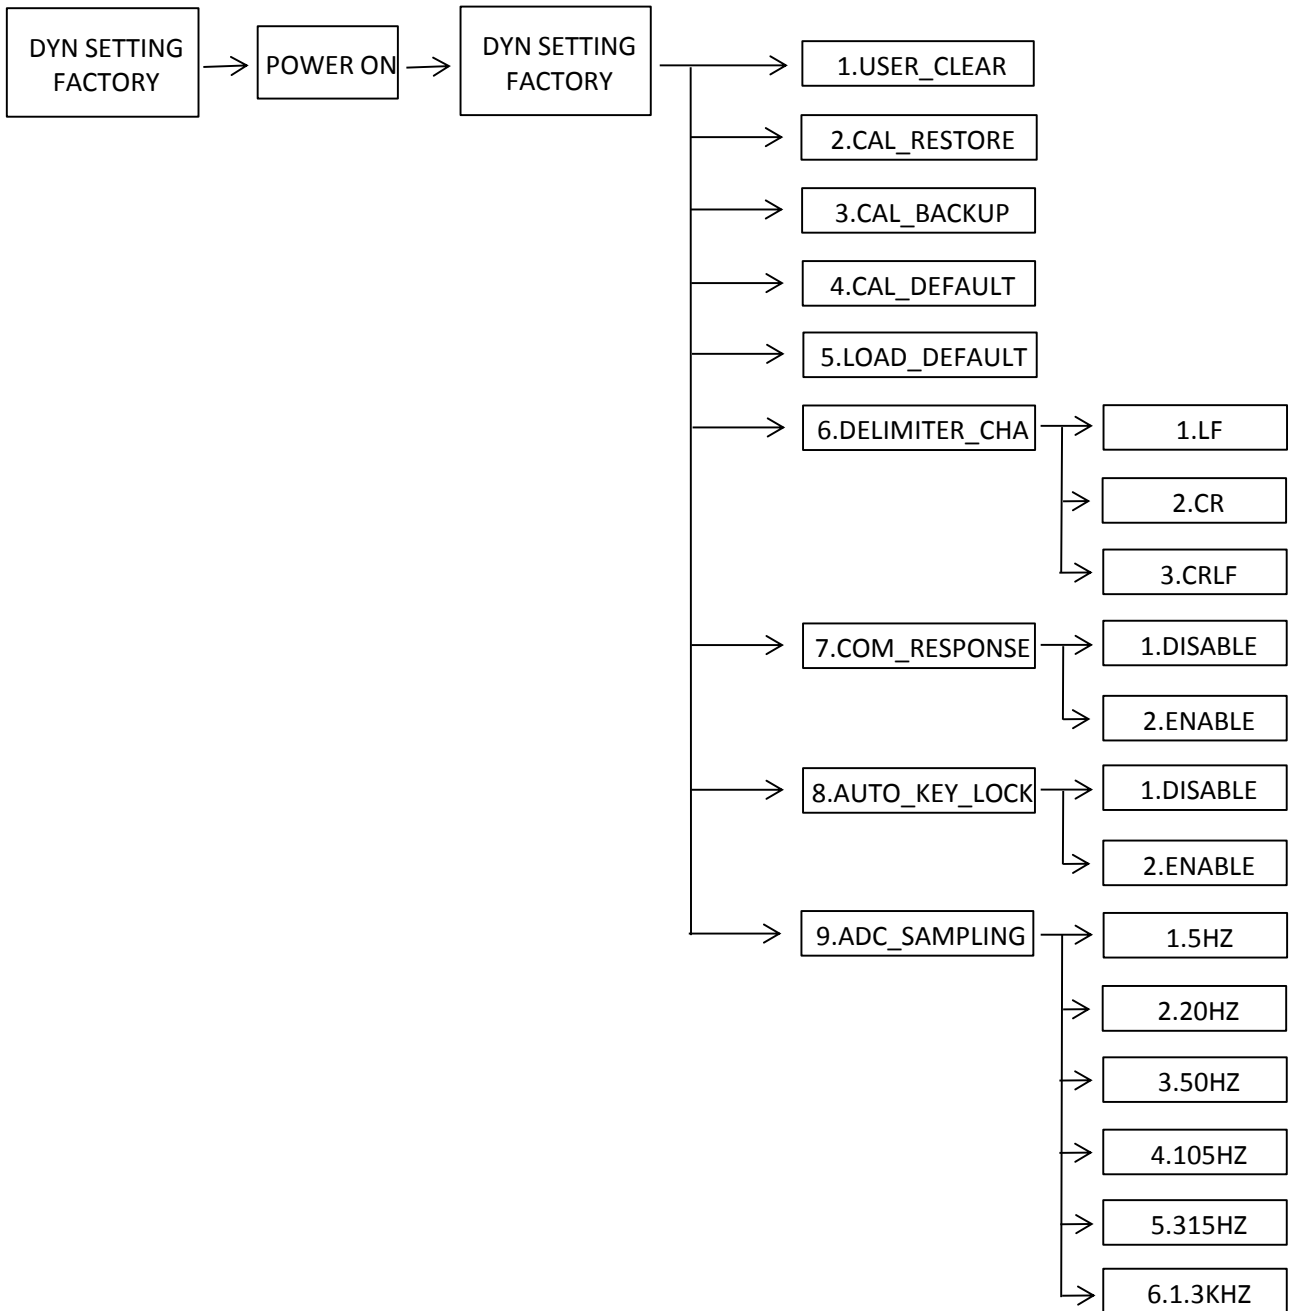 DYN SETTING
FACTORY
POWER ON
DYN SETTING
FACTORY
1.USER_CLEAR
2.CAL_RESTORE
3.CAL_BACKUP
4.CAL_DEFAULT
5.LOAD_DEFAULT
6.DELIMITER_CHA
1.LF
2.CR
3.CRLF
7.COM_RESPONSE
1.DISABLE
2.ENABLE
8.AUTO_KEY_LOCK
1.DISABLE
2.ENABLE
9.ADC_SAMPLING
1.5HZ
2.20HZ
3.50HZ
4.105HZ
5.315HZ
6.1.3KHZ